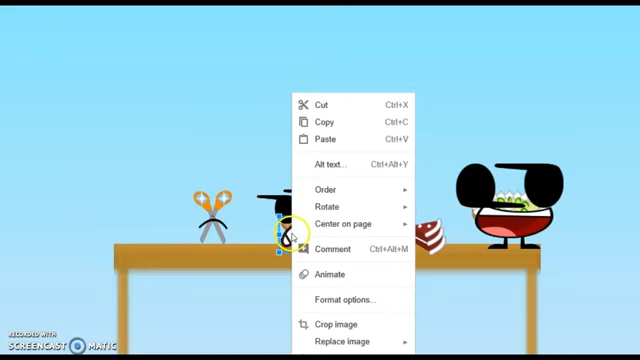 Cut Ctrl+X
Copy Ctrl+C
Paste Ctrl+V
Alt text... Ctrl+Alt+Y
Order
Rotate
Center on page
Comment Ctrl+Alt+M
Animate
Format options...
Crop image
Replace image
RECORDED WITH
SCREENCAST MATIC